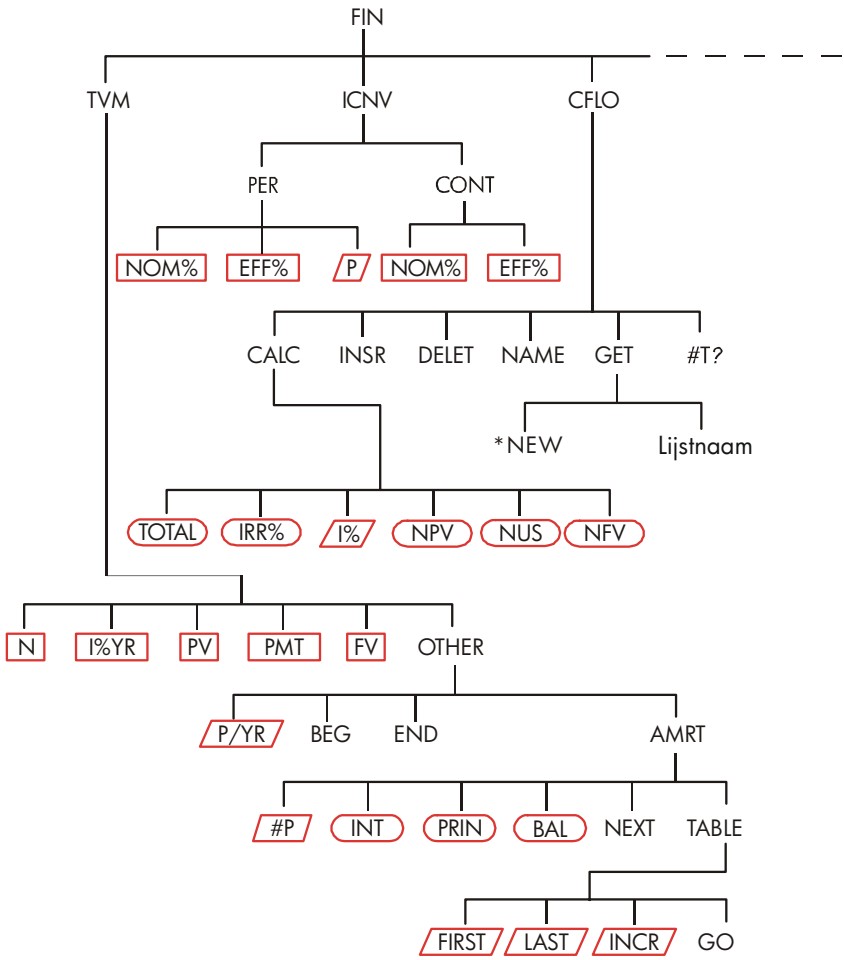 FIN
TVM ICNV CFLO
PER CONT
NOM% EFF% P NOM% EFF%
CALC INSR DELET NAME GET #T?
*NEW Lijstnaam
TOTAL IRR% I% NPV NUS NFV
N I%YR PV PMT FV OTHER
P/YR BEG END AMRT
#P INT PRIN BAL NEXT TABLE
FIRST LAST INCR GO